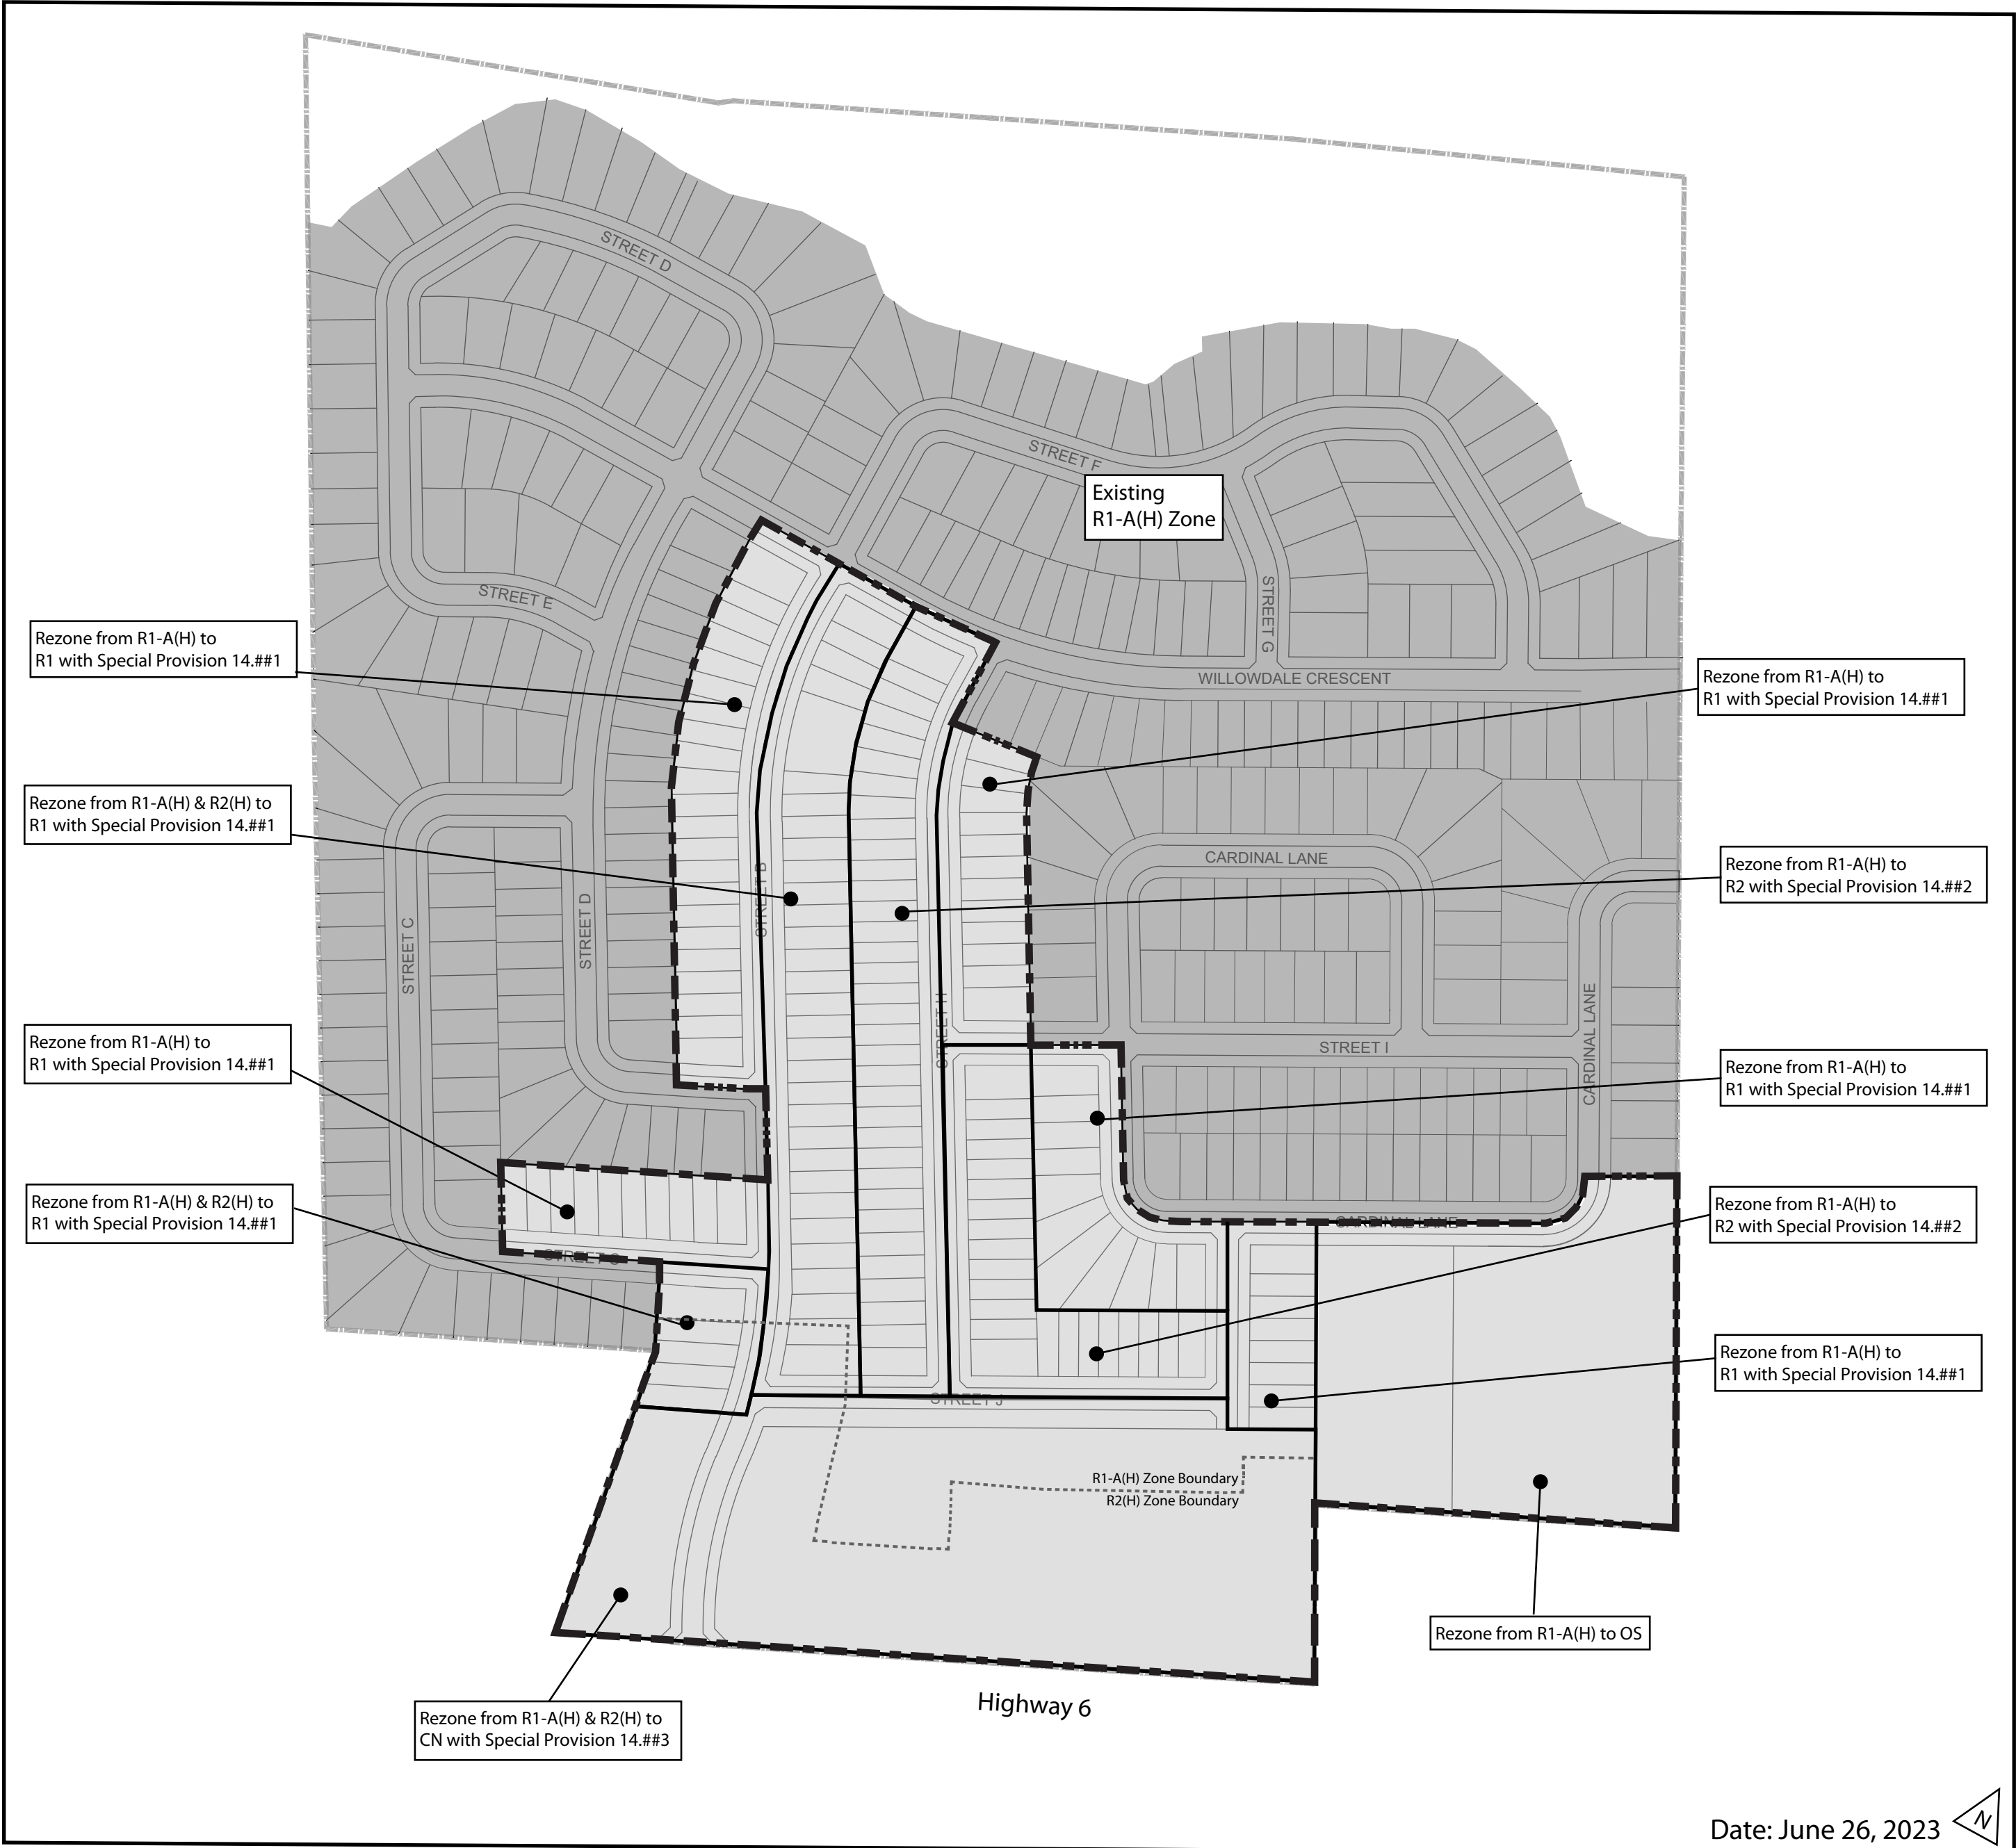 STREET D
STREET F
Existing
R1-A(H) Zone
STREET E
STREET G
Rezone from R1-A(H) to
R1 with Special Provision 14.##1
WILLOWDALE CRESCENT
Rezone from R1-A(H) to
R1 with Special Provision 14.##1
Rezone from R1-A(H) & R2(H) to
R1 with Special Provision 14.##1
CARDINAL LANE
Rezone from R1-A(H) to
R2 with Special Provision 14.##2
STREET B
STREET C
STREET D
STREET H
CARDINAL LANE
Rezone from R1-A(H) to
R1 with Special Provision 14.##1
STREET I
Rezone from R1-A(H) to
R1 with Special Provision 14.##1
Rezone from R1-A(H) & R2(H) to
R1 with Special Provision 14.##1
Rezone from R1-A(H) to
R2 with Special Provision 14.##2
CARDINAL LANE
STREET C
Rezone from R1-A(H) to
R1 with Special Provision 14.##1
STREET J
R1-A(H) Zone Boundary
R2(H) Zone Boundary
Rezone from R1-A(H) to OS
Highway 6
Rezone from R1-A(H) & R2(H) to
CN with Special Provision 14.##3
Date: June 26, 2023
N